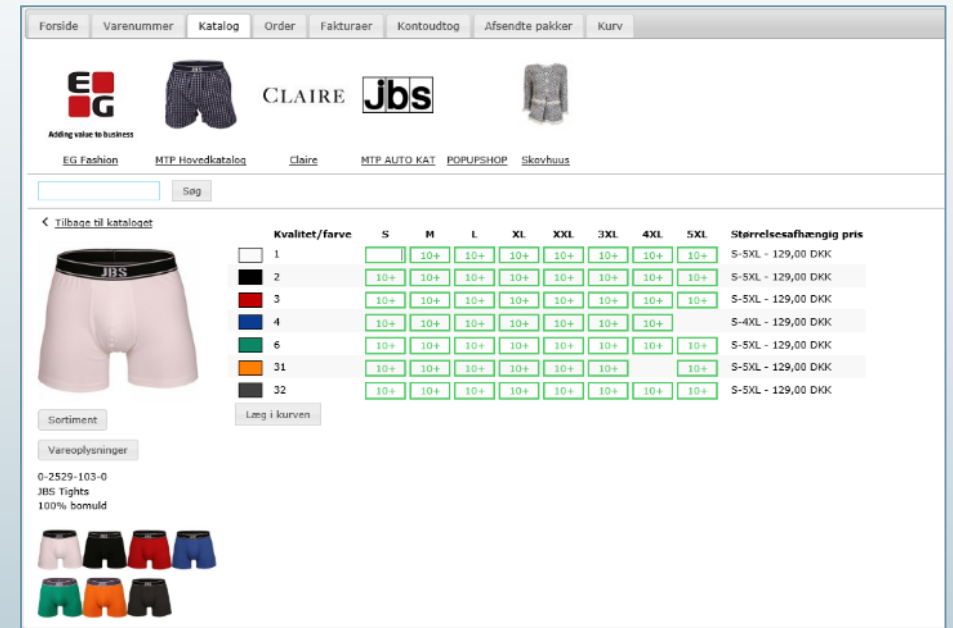 Forside Varenummer Katalog Order Fakturaer Kontoudtog Afsendte pakker Kurv
EG
Adding value to business
CLAIRE
jbs
EG Fashion MTP Hovedkatalog Claire MTP AUTO KAT POPUPSHOP Skovhuus
Søg
< Tilbage til kataloget
JBS
Kvalitet/farve S M L XL XXL 3XL 4XL 5XL Størrelsesafhængig pris
1 10+ 10+ 10+ 10+ 10+ 10+ 10+ S-5XL - 129,00 DKK
2 10+ 10+ 10+ 10+ 10+ 10+ 10+ 10+ S-5XL - 129,00 DKK
3 10+ 10+ 10+ 10+ 10+ 10+ 10+ 10+ S-5XL - 129,00 DKK
4 10+ 10+ 10+ 10+ 10+ 10+ 10+ S-4XL - 129,00 DKK
6 10+ 10+ 10+ 10+ 10+ 10+ 10+ 10+ S-5XL - 129,00 DKK
31 10+ 10+ 10+ 10+ 10+ 10+ 10+ S-5XL - 129,00 DKK
32 10+ 10+ 10+ 10+ 10+ 10+ 10+ 10+ S-5XL - 129,00 DKK
Læg i kurven
Sortiment
Vareoplysninger
0-2529-103-0
JBS Tights
100% bomuld